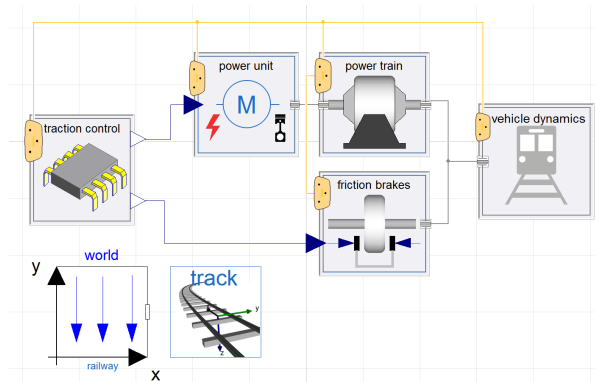 power unit
M
power train
traction control
vehicle dynamics
friction brakes
world
y
railway
x
track
y
z